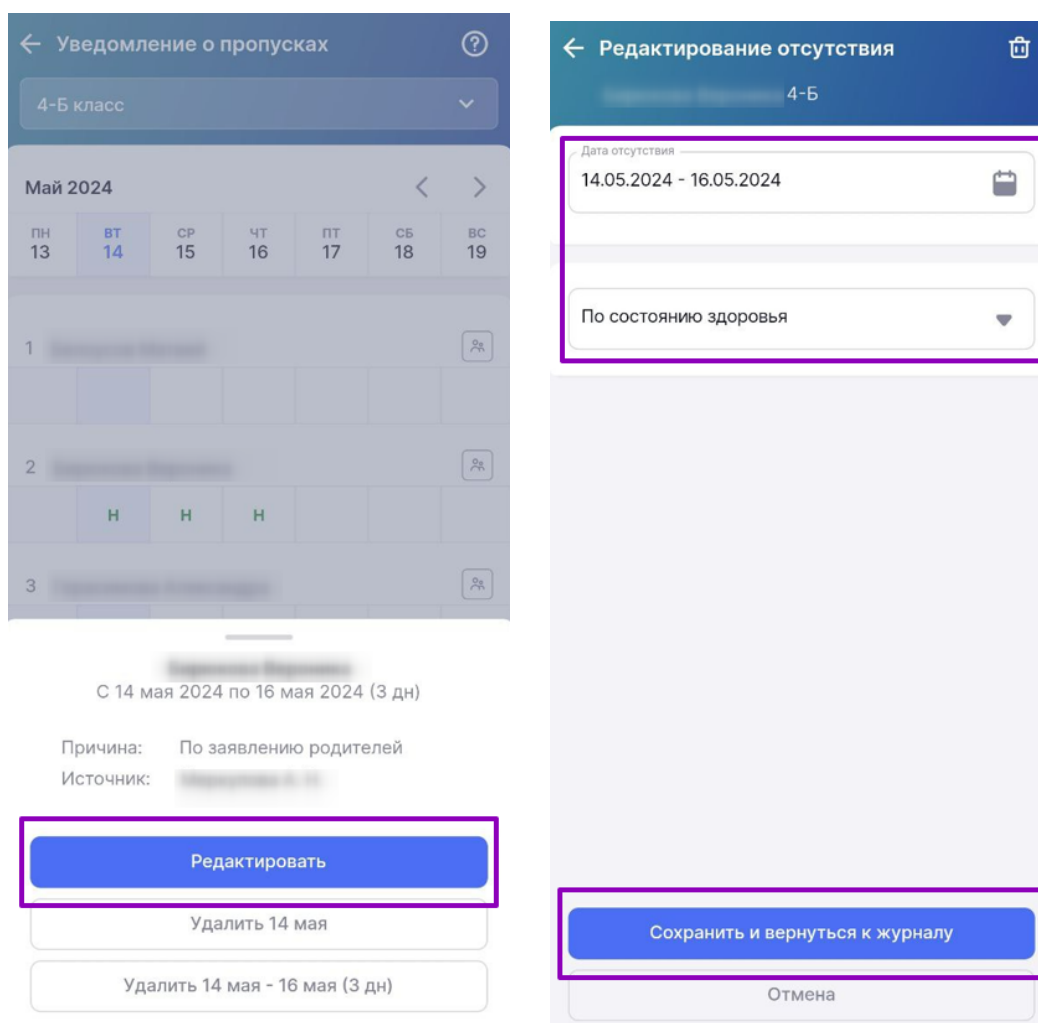 Уведомление о пропусках
4-Б класс
Май 2024
ПН ВТ СР ЧТ ПТ СБ ВС
13 14 15 16 17 18 19
1
2
Н Н Н
3
С 14 мая 2024 по 16 мая 2024 (3 дн)
Причина: По заявлению родителей
Источник:
Редактировать
Удалить 14 мая
Удалить 14 мая - 16 мая (3 дн)
Редактирование отсутствия
4-Б
Дата отсутствия
14.05.2024 - 16.05.2024
По состоянию здоровья
Сохранить и вернуться к журналу
Отмена